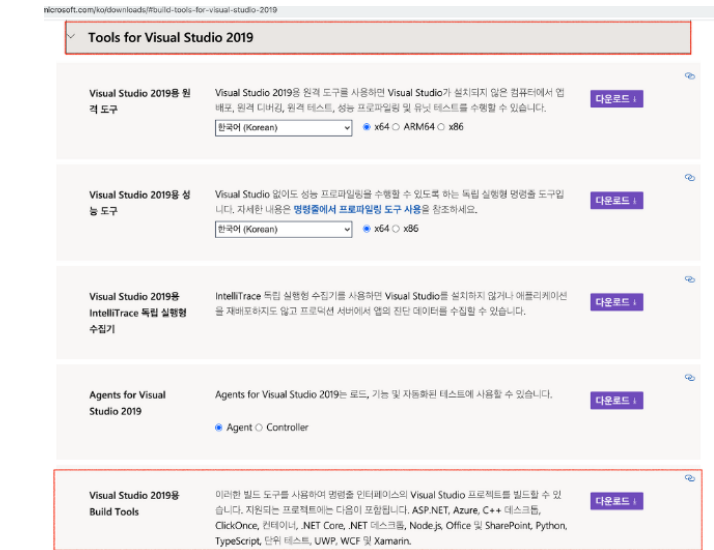 microsoft.com/ko/downloads/#build-tools-for-visual-studio-2019
Tools for Visual Studio 2019
Visual Studio 2019용 원
격 도구
Visual Studio 2019용 원격 도구를 사용하면 Visual Studio가 설치되지 않은 컴퓨터에서 앱
배포, 원격 디버깅, 원격 테스트, 성능 프로파일링 및 유닛 테스트를 수행할 수 있습니다.
한국어 (Korean)
x64 ARM64 x86
다운로드 ↓
Visual Studio 2019용 성
능 도구
Visual Studio 없이도 성능 프로파일링을 수행할 수 있도록 하는 독립 실행형 명령줄 도구입
니다. 자세한 내용은 명령줄에서 프로파일링 도구 사용을 참조하세요.
한국어 (Korean)
x64 x86
다운로드 ↓
Visual Studio 2019용
IntelliTrace 독립 실행형
수집기
IntelliTrace 독립 실행형 수집기를 사용하면 Visual Studio를 설치하지 않거나 애플리케이션
을 재배포하지도 않고 프로덕션 서버에서 앱의 진단 데이터를 수집할 수 있습니다.
다운로드 ↓
Agents for Visual
Studio 2019
Agents for Visual Studio 2019는 로드, 기능 및 자동화된 테스트에 사용할 수 있습니다.
Agent Controller
다운로드 ↓
Visual Studio 2019용
Build Tools
이러한 빌드 도구를 사용하여 명령줄 인터페이스의 Visual Studio 프로젝트를 빌드할 수 있
습니다. 지원되는 프로젝트에는 다음이 포함됩니다. ASP.NET, Azure, C++ 데스크톱,
ClickOnce, 컨테이너, .NET Core, .NET 데스크톱, Node.js, Office 및 SharePoint, Python,
TypeScript, 단위 테스트, UWP, WCF 및 Xamarin.
다운로드 ↓